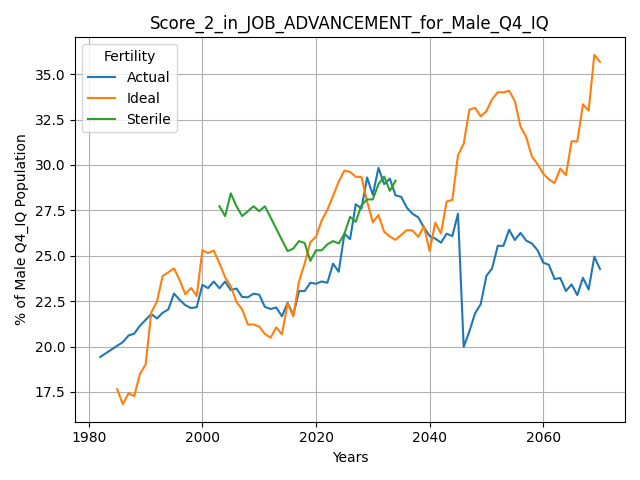 Score_2_in_JOB_ADVANCEMENT_for_Male_Q4_IQ
Fertility
Actual
Ideal
Sterile
35.0
32.5
30.0
27.5
25.0
22.5
20.0
17.5
% of Male Q4_IQ Population
1980
2000
2020
2040
2060
Years